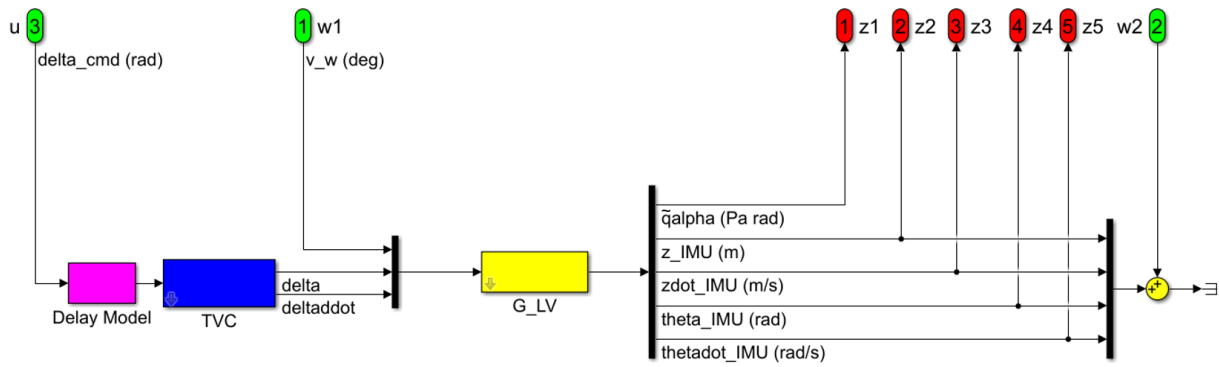 u 3
1 w1
1 z1
2 z2
3 z3
4 z4
5 z5
w2 2
delta_cmd (rad)
v_w (deg)
q̃alpha (Pa rad)
z_IMU (m)
delta
zdot_IMU (m/s)
deltaddot
G_LV
Delay Model
TVC
theta_IMU (rad)
thetadot_IMU (rad/s)
+
+